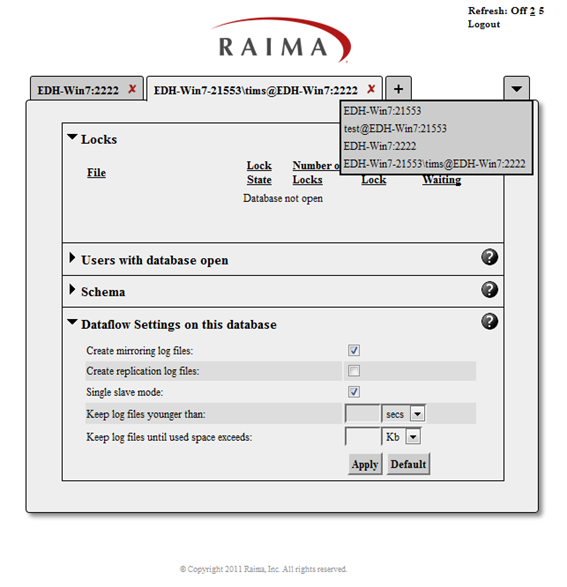 Refresh: Off 2 5
Logout
RAIMA
EDH-Win7:2222 ✗ EDH-Win7-21553\tims@EDH-Win7:2222 ✗ +
EDH-Win7:21553
test@EDH-Win7:21553
EDH-Win7:2222
EDH-Win7-21553\tims@EDH-Win7:2222
Locks
File Lock State Number o Locks Lock Waiting
Database not open
Users with database open ?
Schema ?
Dataflow Settings on this database ?
Create mirroring log files:
Create replication log files:
Single slave mode:
Keep log files younger than: secs
Keep log files until used space exceeds: Kb
Apply Default
© Copyright 2011 Raima, Inc. All rights reserved.